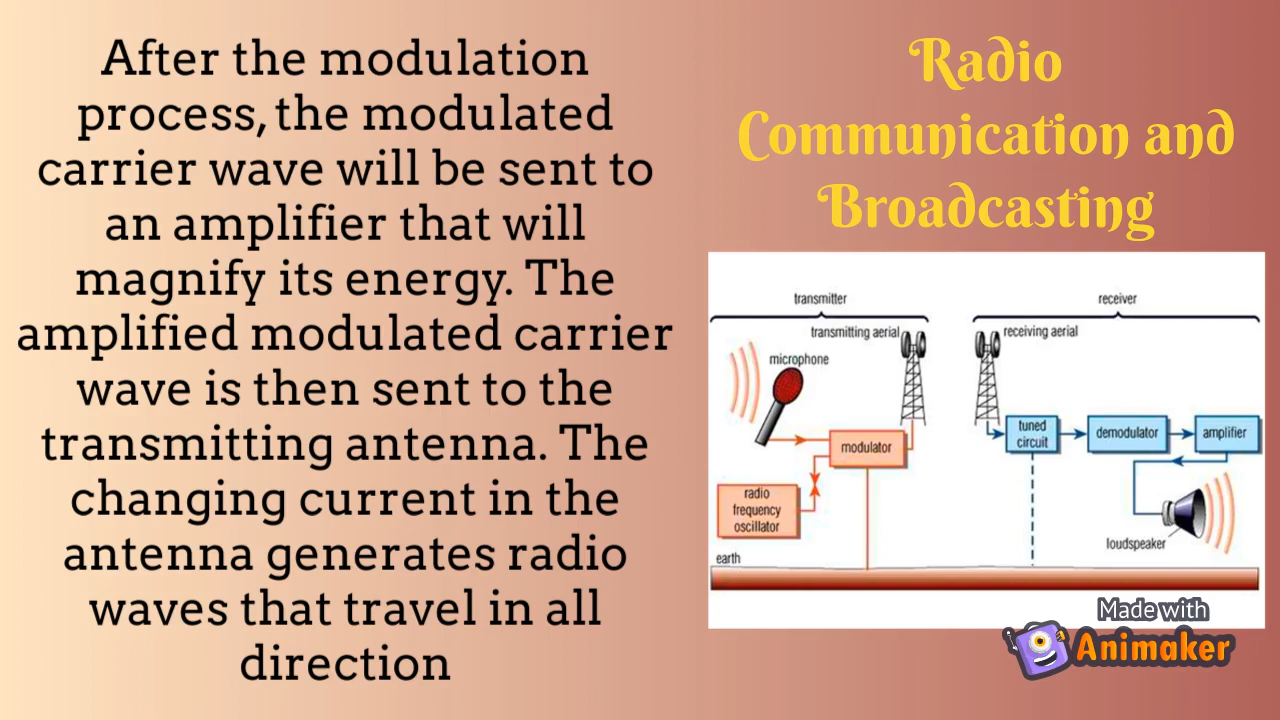 After the modulation
process, the modulated
carrier wave will be sent to
an amplifier that will
magnify its energy. The
amplified modulated carrier
wave is then sent to the
transmitting antenna. The
changing current in the
antenna generates radio
waves that travel in all
direction
Radio
Communication and
Broadcasting
transmitter
receiver
transmitting aerial
receiving aerial
microphone
modulator
tuned
circuit
demodulator
amplifier
radio
frequency
oscillator
loudspeaker
earth
Made with
Animaker